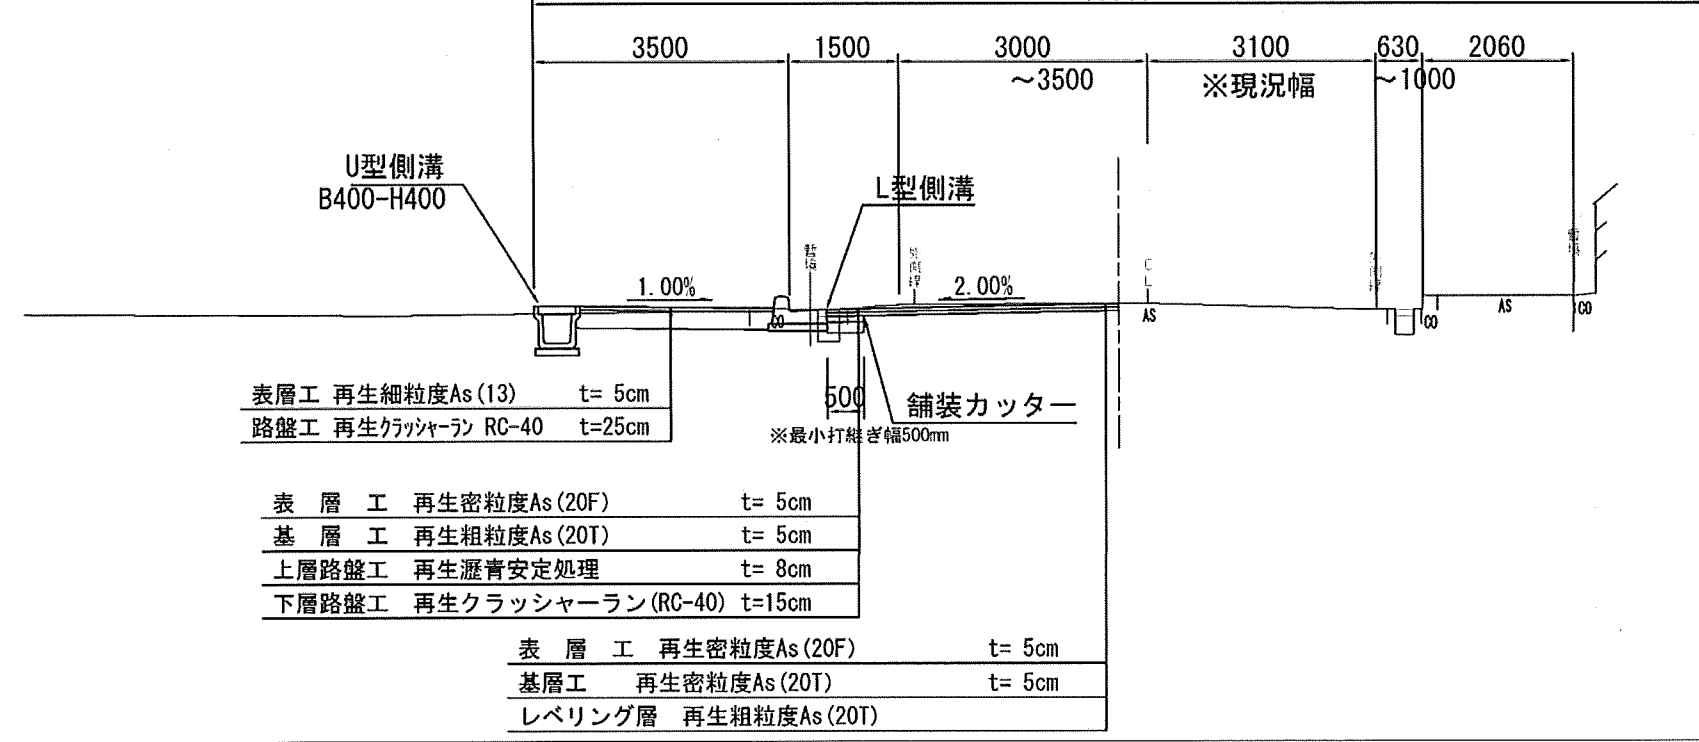 3500 1500 3000 3100 630 2060
～3500 ※現況幅 ～1000
U型側溝
B400-H400
L型側溝
1.00% 2.00%
CL
CO AS CO AS CO
500 舗装カッター
※最小打継ぎ幅500mm
表層工 再生細粒度As(13) t= 5cm
路盤工 再生クラッシャーラン RC-40 t=25cm
表 層 工 再生密粒度As(20F) t= 5cm
基 層 工 再生粗粒度As(20T) t= 5cm
上層路盤工 再生瀝青安定処理 t= 8cm
下層路盤工 再生クラッシャーラン(RC-40) t=15cm
表 層 工 再生密粒度As(20F) t= 5cm
基層工 再生密粒度As(20T) t= 5cm
レベリング層 再生粗粒度As(20T)